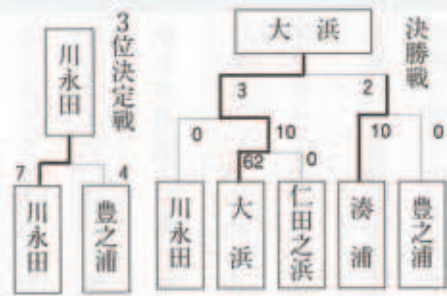 3位決定戦
川永田
7 4
川永田
豊之浦
決勝戦
大浜
3 2
0 10 10 0
62 0
川永田
大浜
仁田之浜
湊浦
豊之浦